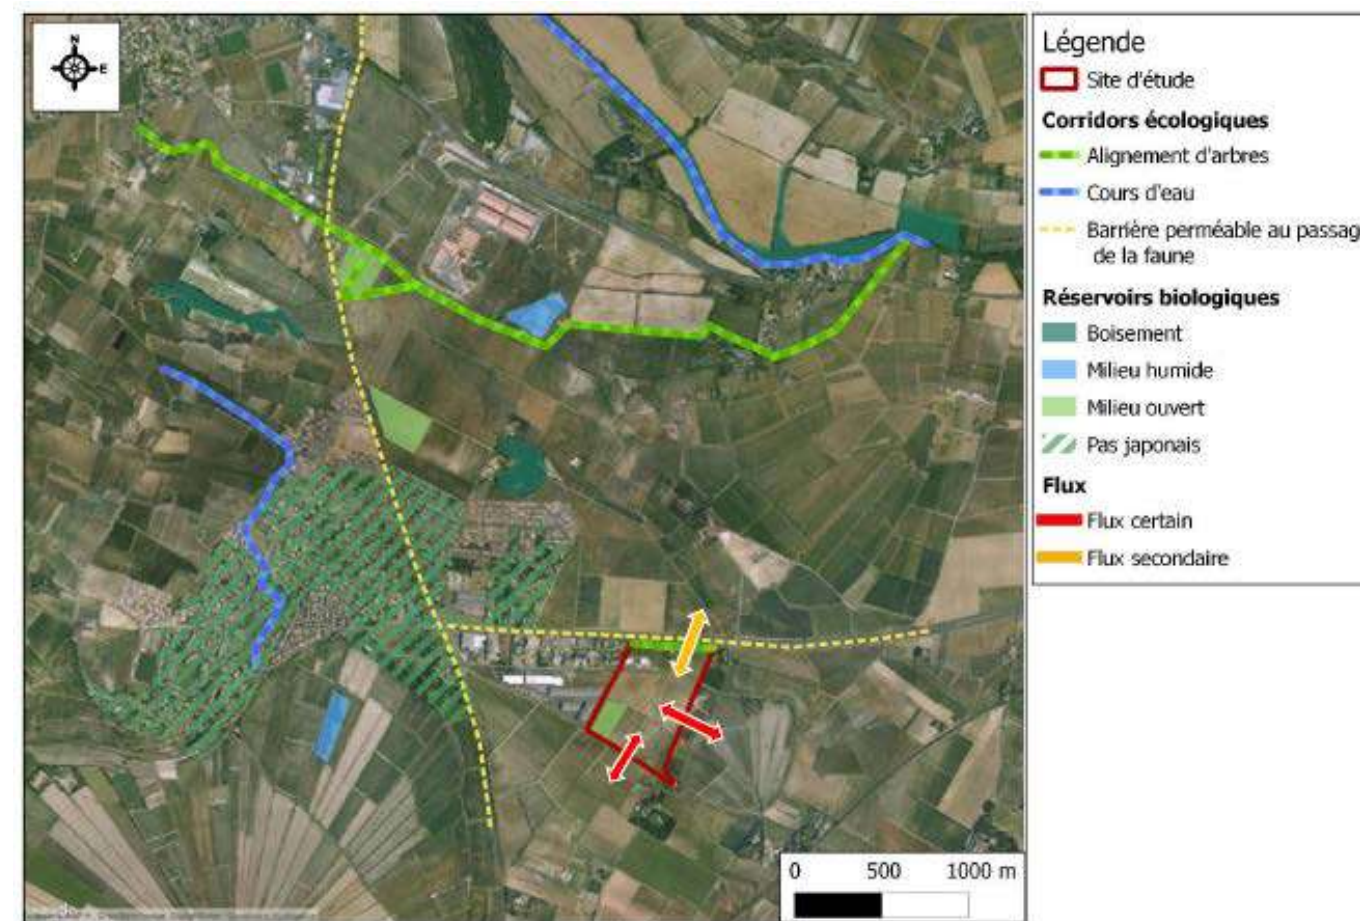 N
E
Légende
Site d'étude
Corridors écologiques
Alignement d'arbres
Cours d'eau
Barrière perméable au passag
de la faune
Réservoirs biologiques
Boisement
Milieu humide
Milieu ouvert
Pas japonais
Flux
Flux certain
Flux secondaire
0 500 1000 m